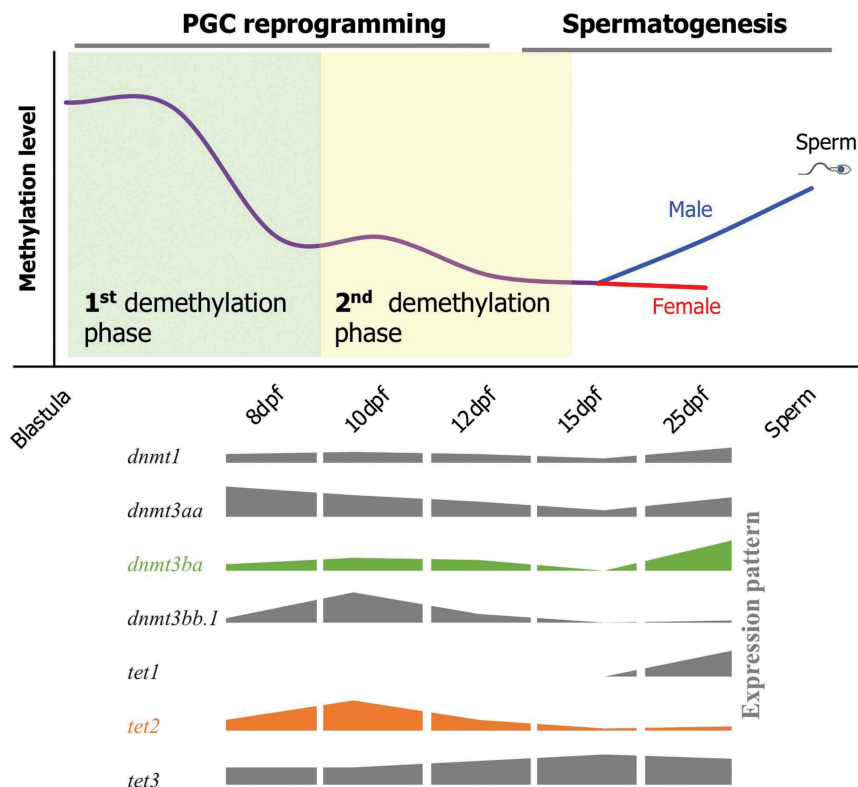 PGC reprogramming
Spermatogenesis
Methylation level
Sperm
Male
Female
1st demethylation
phase
2nd demethylation
phase
Blastula
8dpf
10dpf
12dpf
15dpf
25dpf
Sperm
dnmt1
dnmt3aa
dnmt3ba
dnmt3bb.1
tet1
tet2
tet3
Expression pattern